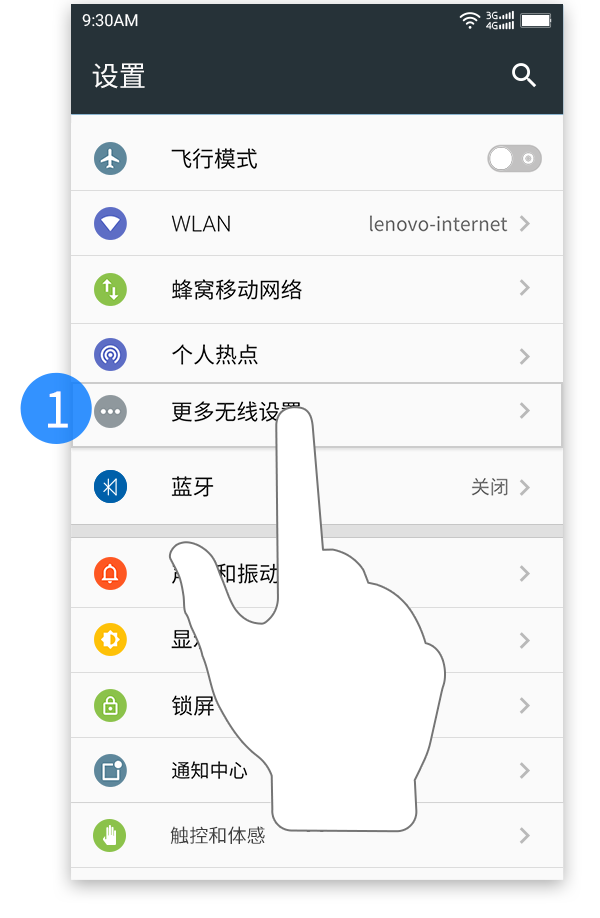 9:30AM
3G
4G
设置
飞行模式
WLAN lenovo-internet
蜂窝移动网络
个人热点
1
更多无线设置
蓝牙 关闭
和振动
显
锁屏
通知中心
触控和体感